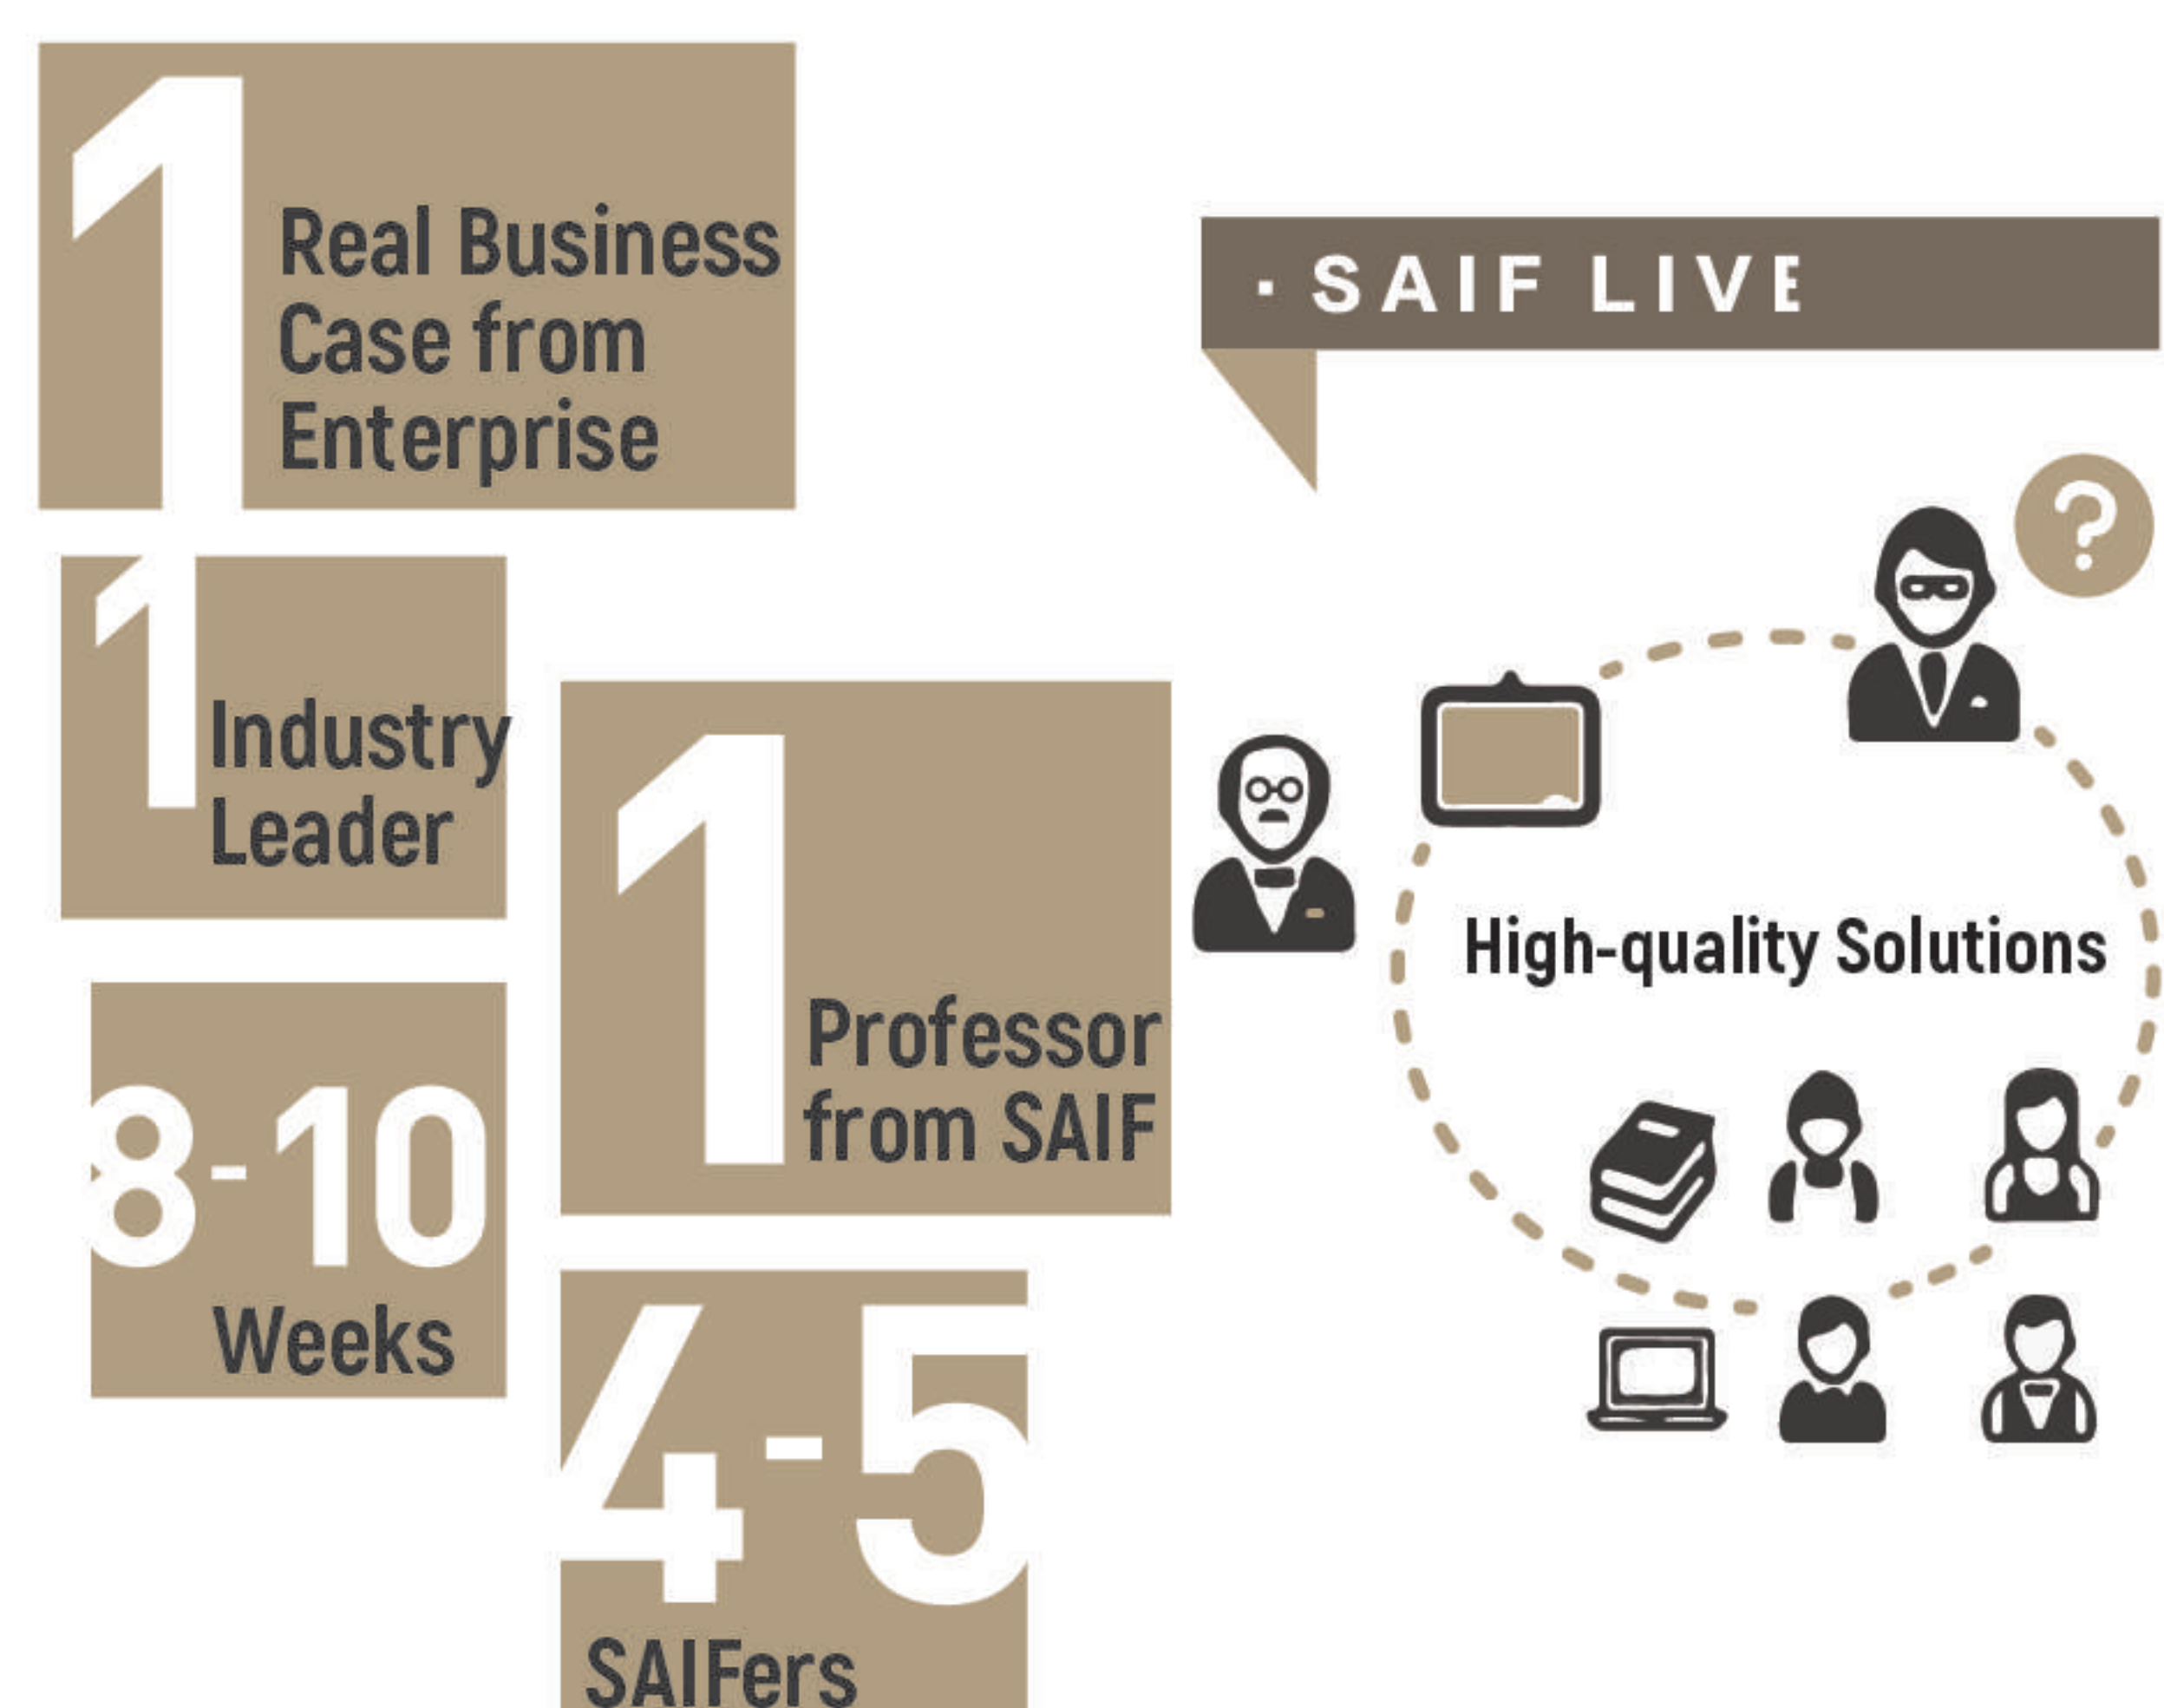 1
Real Business
Case from
Enterprise
1
Industry
Leader
8-10
Weeks
1
Professor
from SAIF
4-5
SAIFers
· SAIF LIVE
?
High-quality Solutions